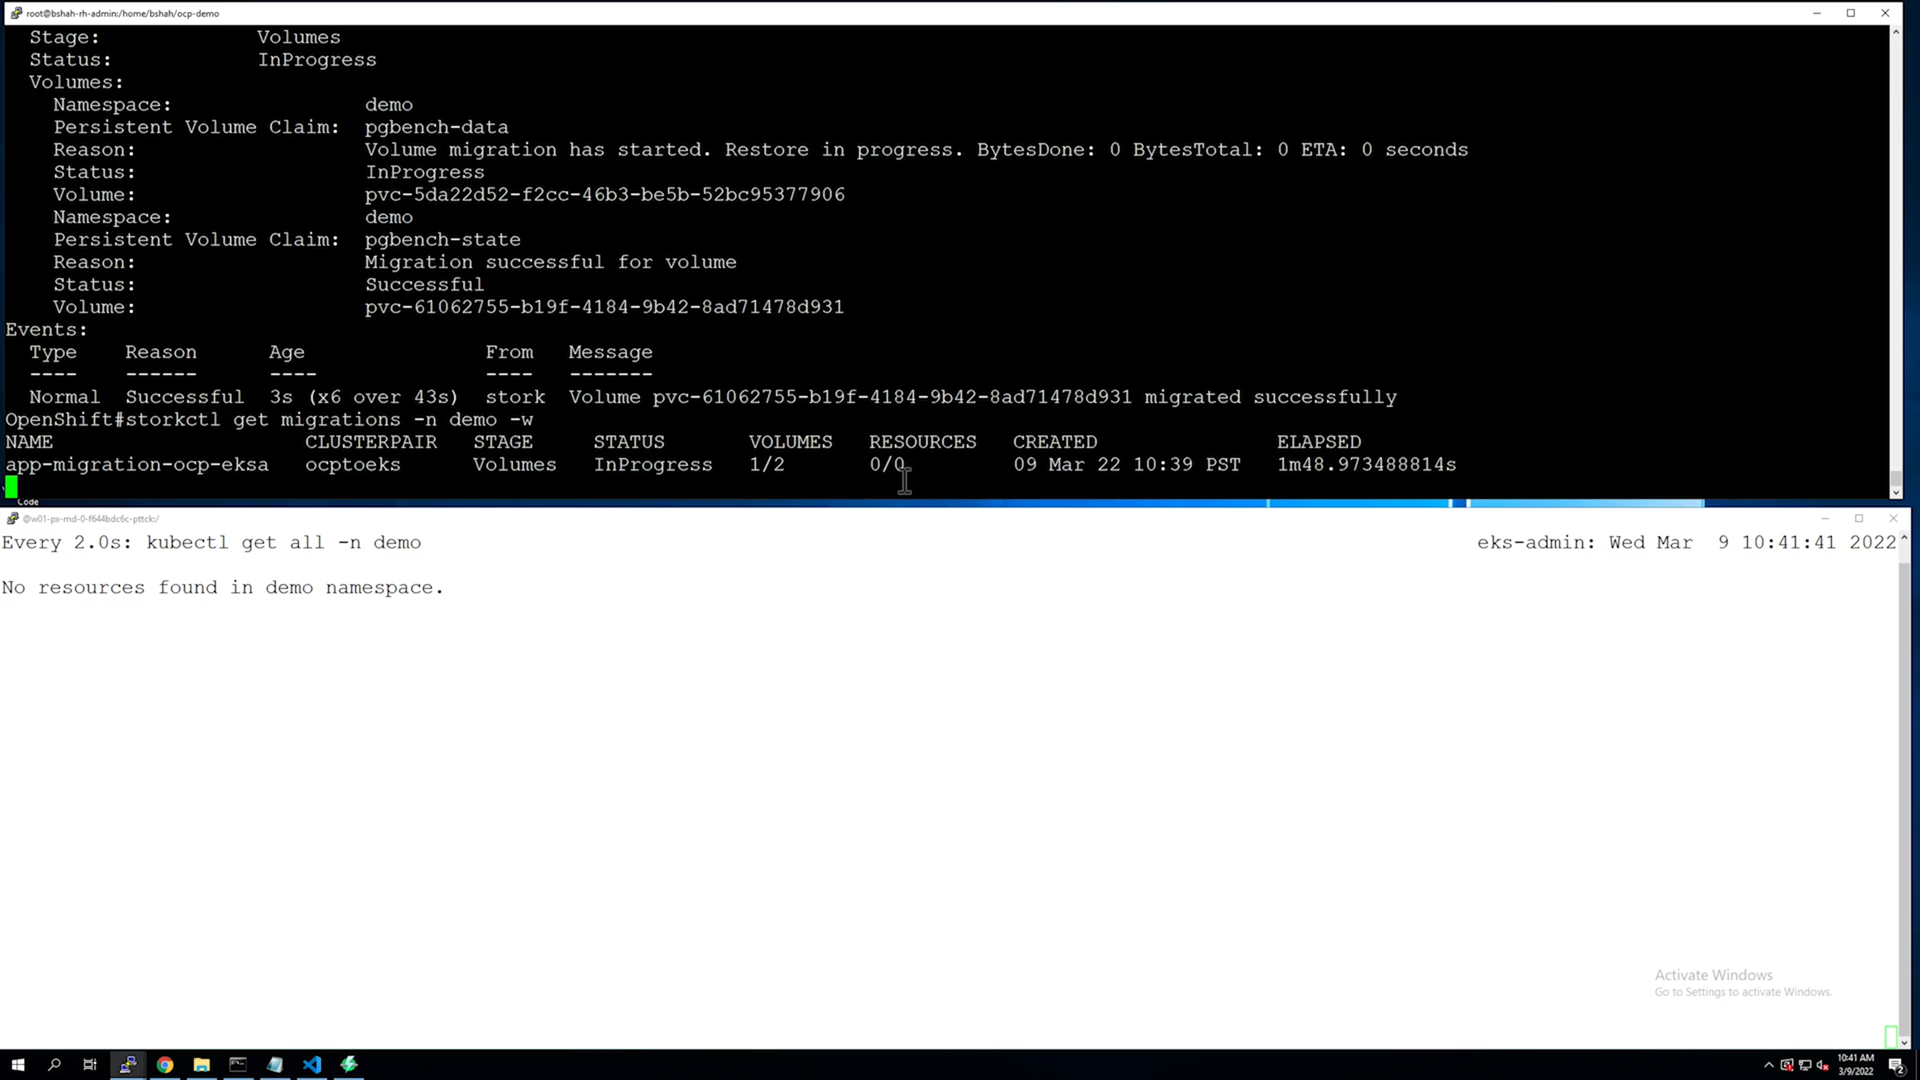 root@bshah-rh-admin:/home/bshah/ocp-demo
Stage: Volumes
Status: InProgress
Volumes:
Namespace: demo
Persistent Volume Claim: pgbench-data
Reason: Volume migration has started. Restore in progress. BytesDone: 0 BytesTotal: 0 ETA: 0 seconds
Status: InProgress
Volume: pvc-5da22d52-f2cc-46b3-be5b-52bc95377906
Namespace: demo
Persistent Volume Claim: pgbench-state
Reason: Migration successful for volume
Status: Successful
Volume: pvc-61062755-b19f-4184-9b42-8ad71478d931
Events:
Type Reason Age From Message
---- ------ ---- ---- -------
Normal Successful 3s (x6 over 43s) stork Volume pvc-61062755-b19f-4184-9b42-8ad71478d931 migrated successfully
OpenShift#storkctl get migrations -n demo -w
NAME CLUSTERPAIR STAGE STATUS VOLUMES RESOURCES CREATED ELAPSED
app-migration-ocp-eksa ocptoeks Volumes InProgress 1/2 0/0 09 Mar 22 10:39 PST 1m48.973488814s
Code
@w01-px-md-0-f644bdc6c-pttck:/
Every 2.0s: kubectl get all -n demo eks-admin: Wed Mar 9 10:41:41 2022
No resources found in demo namespace.
Activate Windows
Go to Settings to activate Windows.
10:41 AM
3/9/2022
2